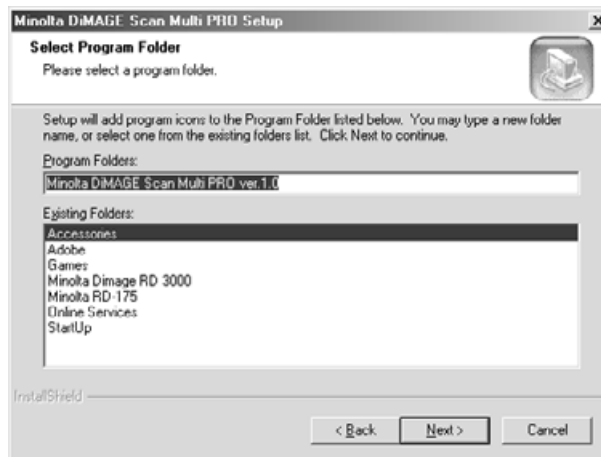 Minolta DiMAGE Scan Multi PRO Setup
Select Program Folder
Please select a program folder.
Setup will add program icons to the Program Folder listed below. You may type a new folder
name, or select one from the existing folders list. Click Next to continue.
Program Folders:
Minolta DiMAGE Scan Multi PRO ver.1.0
Existing Folders:
Accessories
Adobe
Games
Minolta Dimage RD 3000
Minolta RD-175
Online Services
StartUp
InstallShield
< Back
Next >
Cancel